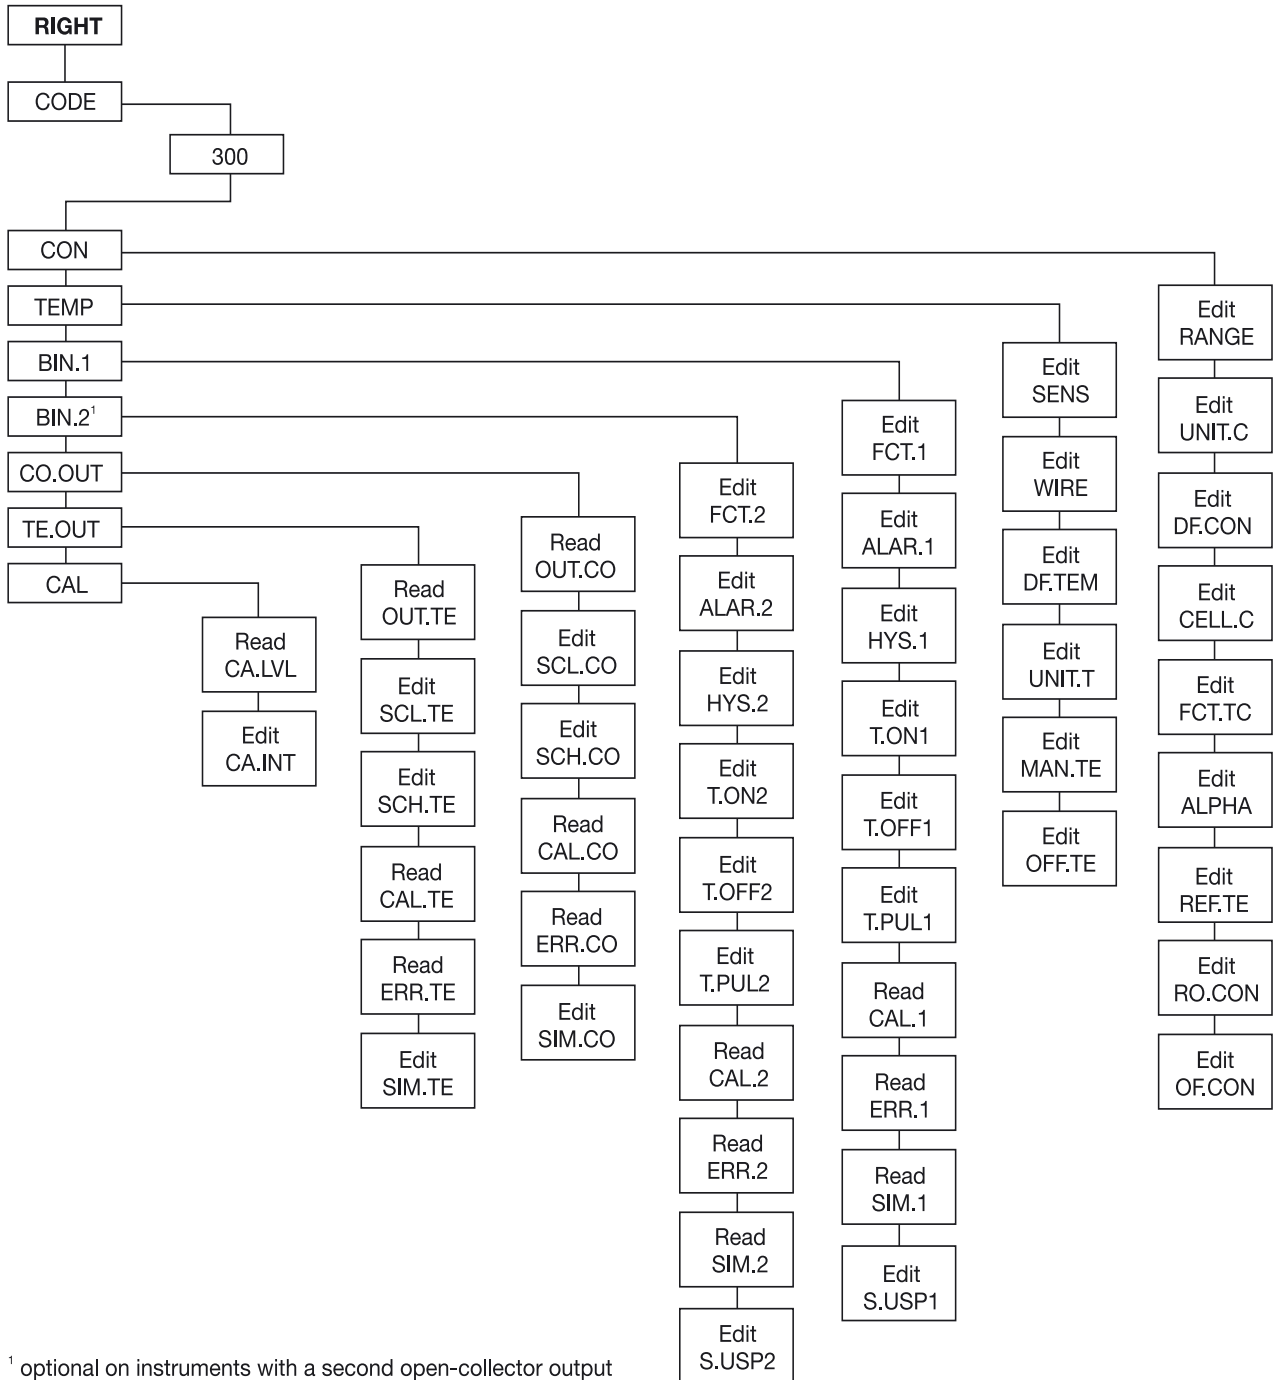 RIGHT
CODE
300
CON
TEMP
BIN.1
BIN.2¹
CO.OUT
TE.OUT
CAL
Read
CA.LVL
Edit
CA.INT
Read
OUT.TE
Edit
SCL.TE
Edit
SCH.TE
Read
CAL.TE
Read
ERR.TE
Edit
SIM.TE
Read
OUT.CO
Edit
SCL.CO
Edit
SCH.CO
Read
CAL.CO
Read
ERR.CO
Edit
SIM.CO
Edit
FCT.2
Edit
ALAR.2
Edit
HYS.2
Edit
T.ON2
Edit
T.OFF2
Edit
T.PUL2
Read
CAL.2
Read
ERR.2
Read
SIM.2
Edit
S.USP2
Edit
FCT.1
Edit
ALAR.1
Edit
HYS.1
Edit
T.ON1
Edit
T.OFF1
Edit
T.PUL1
Read
CAL.1
Read
ERR.1
Read
SIM.1
Edit
S.USP1
Edit
SENS
Edit
WIRE
Edit
DF.TEM
Edit
UNIT.T
Edit
MAN.TE
Edit
OFF.TE
Edit
RANGE
Edit
UNIT.C
Edit
DF.CON
Edit
CELL.C
Edit
FCT.TC
Edit
ALPHA
Edit
REF.TE
Edit
RO.CON
Edit
OF.CON
¹ optional on instruments with a second open-collector output